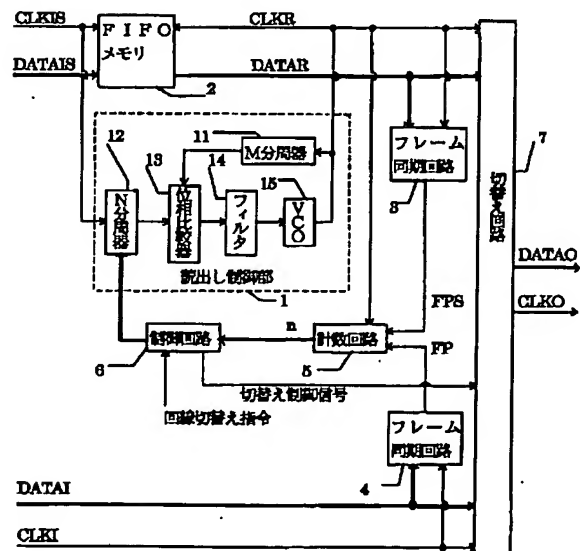 CLKIS
FIFO
メモリ
CLKR
DATAIS
DATAR
2
12
13
11
M分周器
14
15
N分周器
位相比較器
フィルタ
VCO
読出し制御部
1
フレーム
同期回路
3
7
切替え回路
DATAO
CLKO
FPS
FP
制御回路
n
計数回路
6
5
切替え制御信号
回線切替え指令
フレーム
同期回路
4
DATAI
CLKI